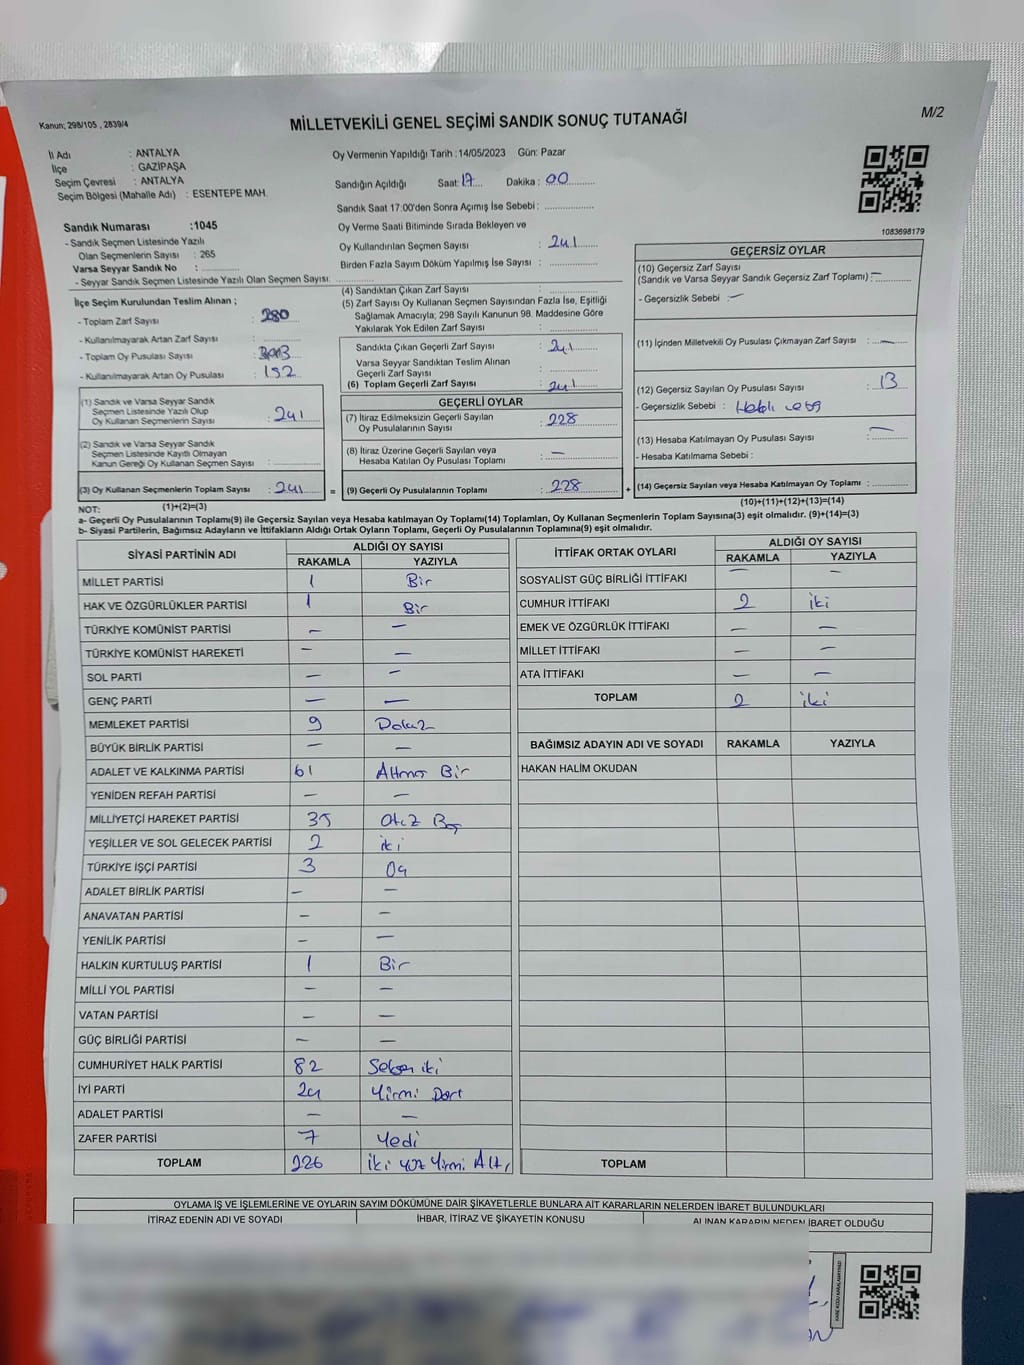 Kanun; 298/105 , 2839/4
MİLLETVEKİLİ GENEL SEÇİMİ SANDIK SONUÇ TUTANAĞI
M/2
İl Adı : ANTALYA
İlçe : GAZİPAŞA
Seçim Çevresi : ANTALYA
Seçim Bölgesi (Mahalle Adı) : ESENTEPE MAH.
Oy Vermenin Yapıldığı Tarih :14/05/2023 Gün: Pazar
Sandığın Açıldığı Saat: 17 Dakika : 00
Sandık Saat 17:00'den Sonra Açımış İse Sebebi :
Oy Verme Saati Bitiminde Sırada Bekleyen ve
Oy Kullandırılan Seçmen Sayısı : 241
Birden Fazla Sayım Döküm Yapılmış İse Sayısı :
1083698179
Sandık Numarası :1045
- Sandık Seçmen Listesinde Yazılı
Olan Seçmenlerin Sayısı : 265
Varsa Seyyar Sandık No :
- Seyyar Sandık Seçmen Listesinde Yazılı Olan Seçmen Sayısı:
İlçe Seçim Kurulundan Teslim Alınan ;
- Toplam Zarf Sayısı : 280
- Kullanılmayarak Artan Zarf Sayısı :
- Toplam Oy Pusulası Sayısı :
- Kullanılmayarak Artan Oy Pusulası : 152
(1) Sandık ve Varsa Seyyar Sandık
Seçmen Listesinde Yazılı Olup
Oy Kullanan Seçmenlerin Sayısı : 241
(2) Sandık ve Varsa Seyyar Sandık
Seçmen Listesinde Kayıtlı Olmayan
Kanun Gereği Oy Kullanan Seçmen Sayısı :
(3) Oy Kullanan Seçmenlerin Toplam Sayısı : 241
(1)+(2)=(3)
(4) Sandıktan Çıkan Zarf Sayısı :
(5) Zarf Sayısı Oy Kullanan Seçmen Sayısından Fazla İse, Eşitliği
Sağlamak Amacıyla; 298 Sayılı Kanunun 98. Maddesine Göre
Yakılarak Yok Edilen Zarf Sayısı :
Sandıkta Çıkan Geçerli Zarf Sayısı : 241
Varsa Seyyar Sandıktan Teslim Alınan
Geçerli Zarf Sayısı :
(6) Toplam Geçerli Zarf Sayısı : 241
GEÇERLİ OYLAR
(7) İtiraz Edilmeksizin Geçerli Sayılan
Oy Pusulalarının Sayısı : 228
(8) İtiraz Üzerine Geçerli Sayılan veya
Hesaba Katılan Oy Pusulası Toplamı : —
= (9) Geçerli Oy Pusulalarının Toplamı : 228 +
GEÇERSİZ OYLAR
(10) Geçersiz Zarf Sayısı
(Sandık ve Varsa Seyyar Sandık Geçersiz Zarf Toplamı) : —
- Geçersizlik Sebebi : —
(11) İçinden Milletvekili Oy Pusulası Çıkmayan Zarf Sayısı : —
(12) Geçersiz Sayılan Oy Pusulası Sayısı : 13
- Geçersizlik Sebebi :
(13) Hesaba Katılmayan Oy Pusulası Sayısı : —
- Hesaba Katılmama Sebebi :
(14) Geçersiz Sayılan veya Hesaba Katılmayan Oy Toplamı :
(10)+(11)+(12)+(13)=(14)
NOT:
a- Geçerli Oy Pusulalarının Toplamı(9) ile Geçersiz Sayılan veya Hesaba katılmayan Oy Toplamı(14) Toplamları, Oy Kullanan Seçmenlerin Toplam Sayısına(3) eşit olmalıdır. (9)+(14)=(3)
b- Siyasi Partilerin, Bağımsız Adayların ve İttifakların Aldığı Ortak Oyların Toplamı, Geçerli Oy Pusulalarının Toplamına(9) eşit olmalıdır.
SİYASİ PARTİNİN ADI ALDIĞI OY SAYISI
RAKAMLA YAZIYLA
MİLLET PARTİSİ 1 Bir
HAK VE ÖZGÜRLÜKLER PARTİSİ 1 Bir
TÜRKİYE KOMÜNİST PARTİSİ — —
TÜRKİYE KOMÜNİST HAREKETİ — —
SOL PARTİ — —
GENÇ PARTİ — —
MEMLEKET PARTİSİ 9 Dokuz
BÜYÜK BİRLİK PARTİSİ — —
ADALET VE KALKINMA PARTİSİ 61 Altmış Bir
YENİDEN REFAH PARTİSİ — —
MİLLİYETÇİ HAREKET PARTİSİ 35 Otuz Beş
YEŞİLLER VE SOL GELECEK PARTİSİ 2 iki
TÜRKİYE İŞÇİ PARTİSİ 3 Üç
ADALET BİRLİK PARTİSİ — —
ANAVATAN PARTİSİ — —
YENİLİK PARTİSİ — —
HALKIN KURTULUŞ PARTİSİ 1 Bir
MİLLİ YOL PARTİSİ — —
VATAN PARTİSİ — —
GÜÇ BİRLİĞİ PARTİSİ — —
CUMHURİYET HALK PARTİSİ 82 Seksen iki
İYİ PARTİ 24 Yirmi Dört
ADALET PARTİSİ — —
ZAFER PARTİSİ 7 Yedi
TOPLAM 226 iki yüz Yirmi Altı
İTTİFAK ORTAK OYLARI ALDIĞI OY SAYISI
RAKAMLA YAZIYLA
SOSYALİST GÜÇ BİRLİĞİ İTTİFAKI — —
CUMHUR İTTİFAKI 2 iki
EMEK VE ÖZGÜRLÜK İTTİFAKI — —
MİLLET İTTİFAKI — —
ATA İTTİFAKI — —
TOPLAM 2 iki
BAĞIMSIZ ADAYIN ADI VE SOYADI RAKAMLA YAZIYLA
HAKAN HALİM OKUDAN
TOPLAM
OYLAMA İŞ VE İŞLEMLERİNE VE OYLARIN SAYIM DÖKÜMÜNE DAİR ŞİKAYETLERLE BUNLARA AİT KARARLARIN NELERDEN İBARET BULUNDUKLARI
İTİRAZ EDENİN ADI VE SOYADI İHBAR, İTİRAZ VE ŞİKAYETİN KONUSU ALINAN KARARIN NEDEN İBARET OLDUĞU